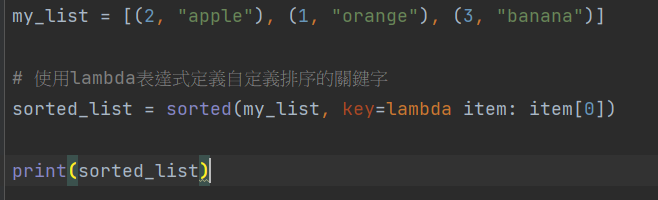 my_list = [(2, "apple"), (1, "orange"), (3, "banana")]
# 使用lambda表達式定義自定義排序的關鍵字
sorted_list = sorted(my_list, key=lambda item: item[0])
print(sorted_list)